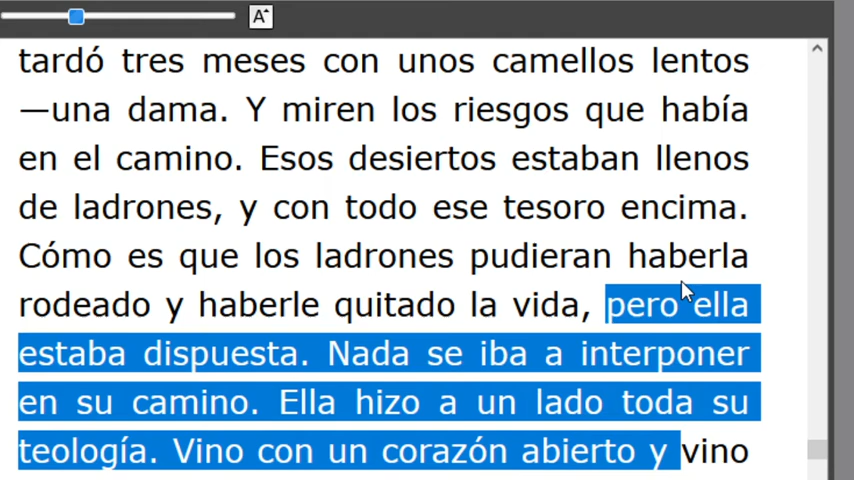 A
tardó tres meses con unos camellos lentos
—una dama. Y miren los riesgos que había
en el camino. Esos desiertos estaban llenos
de ladrones, y con todo ese tesoro encima.
Cómo es que los ladrones pudieran haberla
rodeado y haberle quitado la vida, pero ella
estaba dispuesta. Nada se iba a interponer
en su camino. Ella hizo a un lado toda su
teología. Vino con un corazón abierto y vino